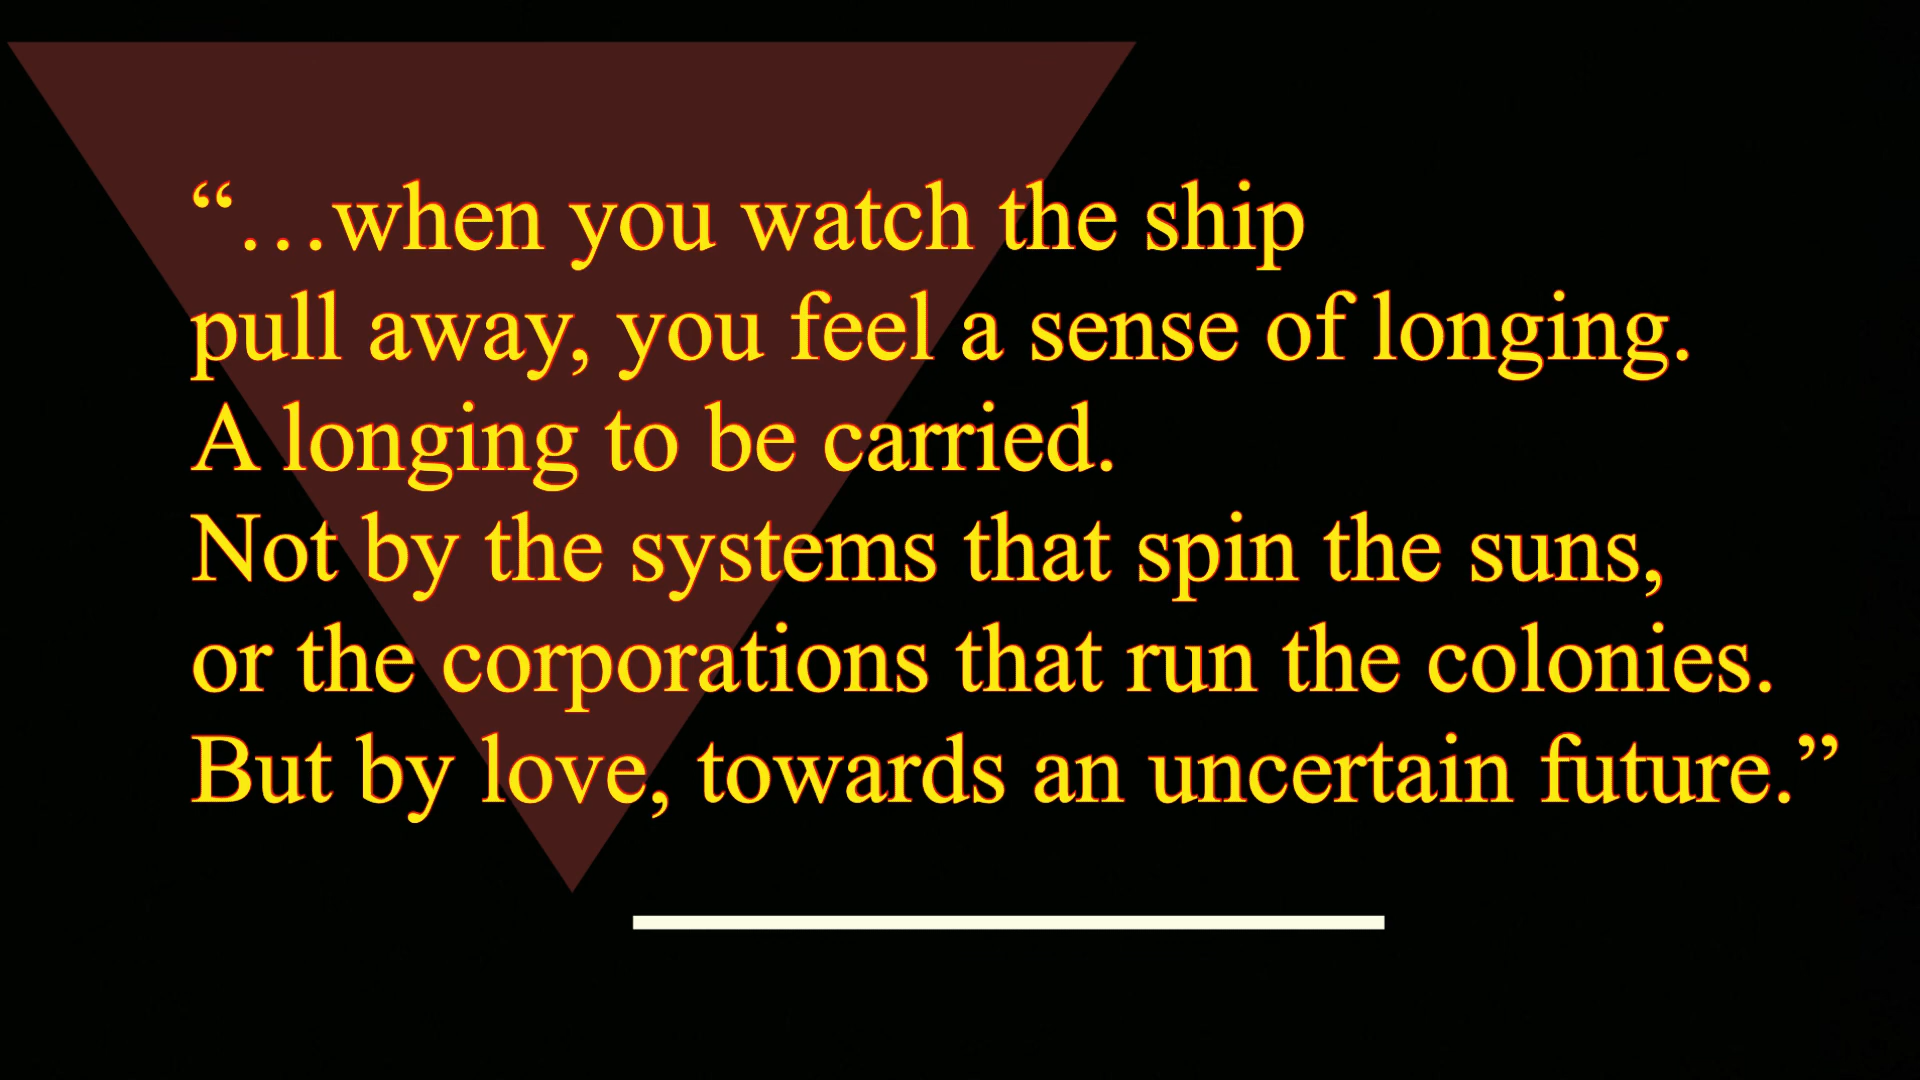 “…when you watch the ship
pull away, you feel a sense of longing.
A longing to be carried.
Not by the systems that spin the suns,
or the corporations that run the colonies.
But by love, towards an uncertain future.”